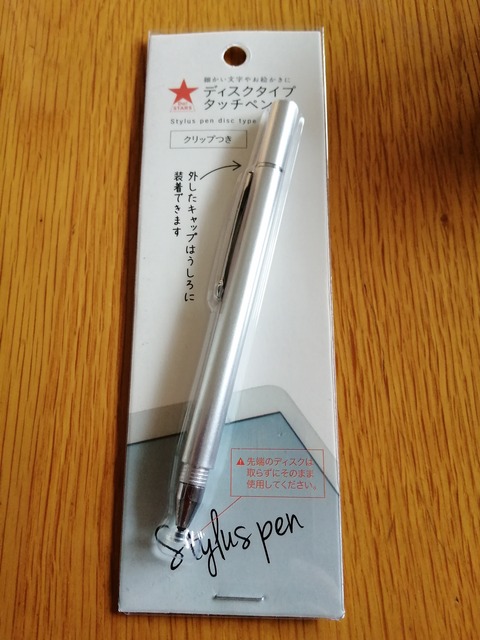 細かい文字やお絵かきに
ディスクタイプ
タッチペン
Stylus pen disc type
クリップつき
外したキャップはうしろに
装着できます
先端のディスクは
取らずにそのまま
使用してください。
Stylus pen